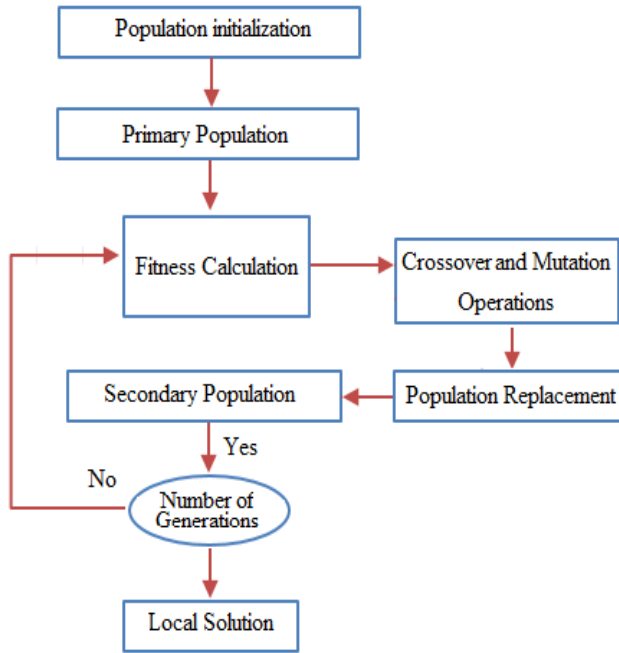 Population initialization
Primary Population
Fitness Calculation
Crossover and Mutation
Operations
Secondary Population
Population Replacement
Yes
No
Number of
Generations
Local Solution